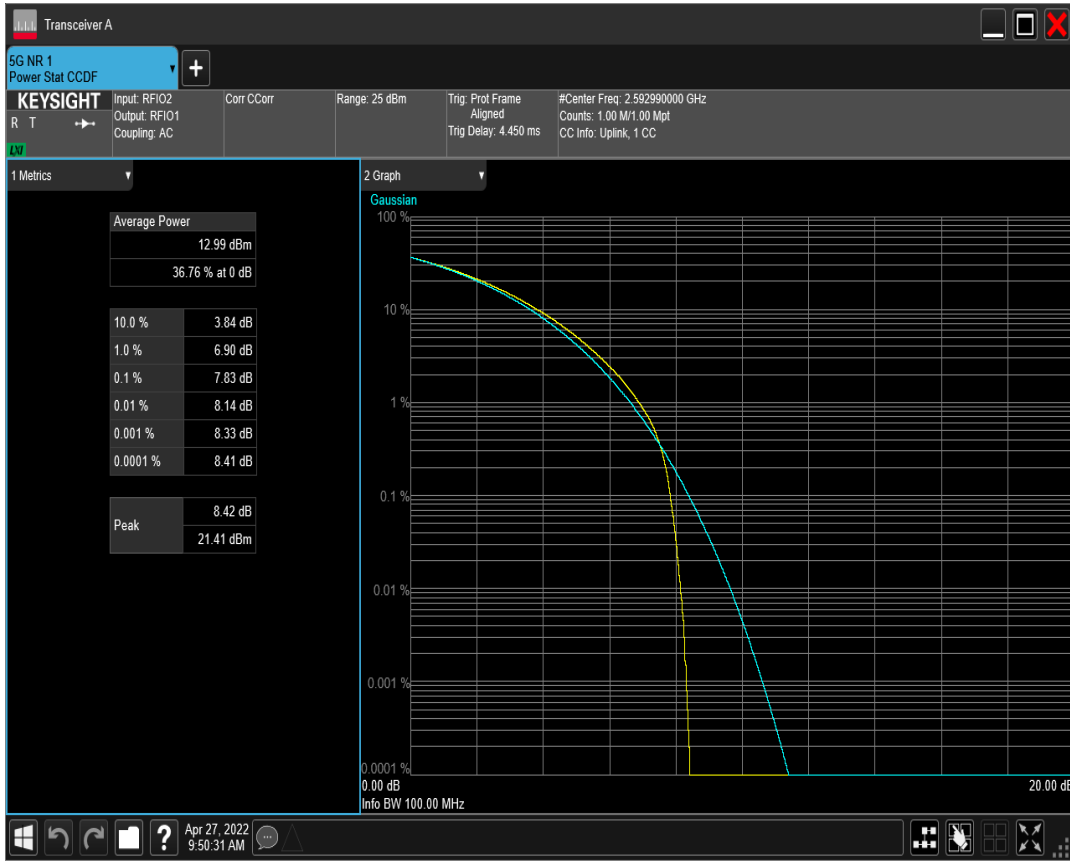 Transceiver A
5G NR 1
Power Stat CCDF
+
KEYSIGHT
R T
LXI
Input: RFIO2
Output: RFIO1
Coupling: AC
Corr CCorr
Range: 25 dBm
Trig: Prot Frame
Aligned
Trig Delay: 4.450 ms
#Center Freq: 2.592990000 GHz
Counts: 1.00 M/1.00 Mpt
CC Info: Uplink, 1 CC
1 Metrics
Average Power
12.99 dBm
36.76 % at 0 dB
10.0 % 3.84 dB
1.0 % 6.90 dB
0.1 % 7.83 dB
0.01 % 8.14 dB
0.001 % 8.33 dB
0.0001 % 8.41 dB
Peak
8.42 dB
21.41 dBm
2 Graph
Gaussian
100 %
10 %
1 %
0.1 %
0.01 %
0.001 %
0.0001 %
0.00 dB 20.00 dB
Info BW 100.00 MHz
?
Apr 27, 2022
9:50:31 AM